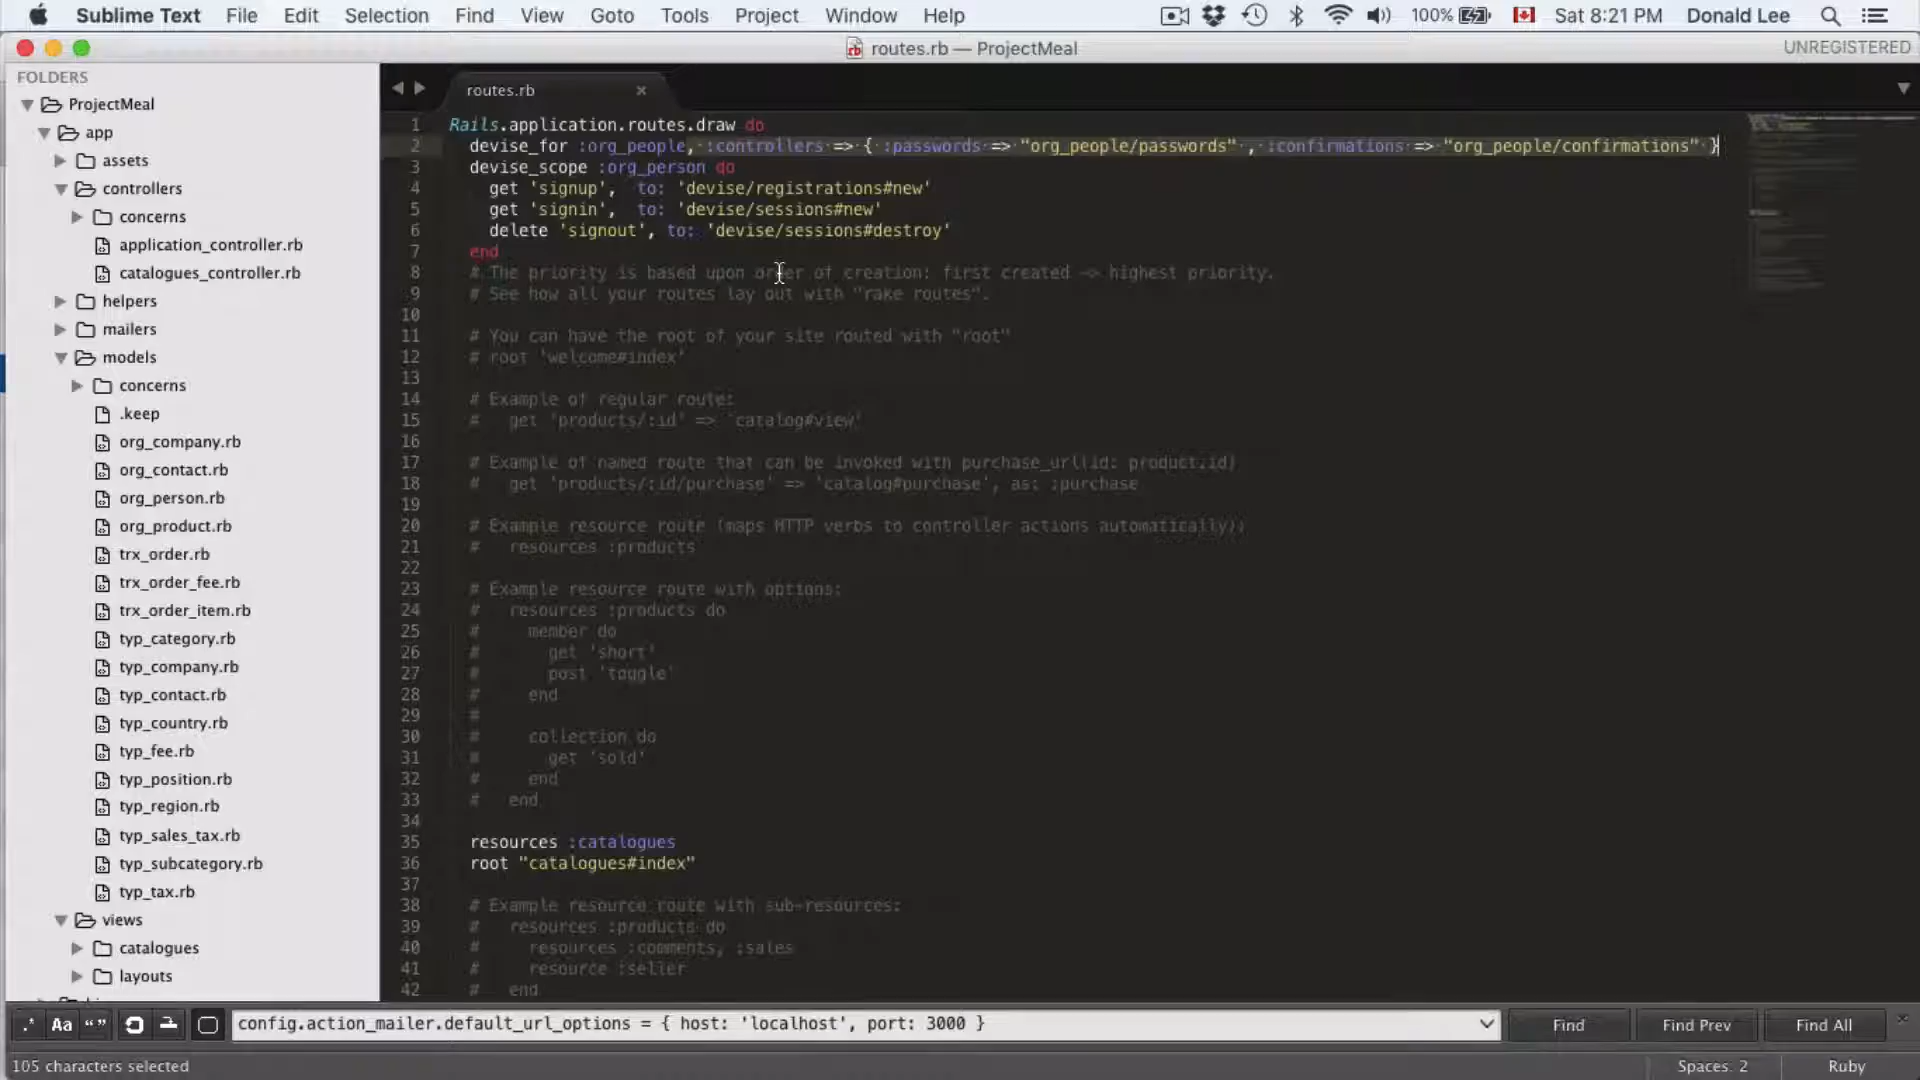 Sublime Text File Edit Selection Find View Goto Tools Project Window Help 100% Sat 8:21 PM Donald Lee
routes.rb — ProjectMeal UNREGISTERED
FOLDERS
ProjectMeal
app
assets
controllers
concerns
application_controller.rb
catalogues_controller.rb
helpers
mailers
models
concerns
.keep
org_company.rb
org_contact.rb
org_person.rb
org_product.rb
trx_order.rb
trx_order_fee.rb
trx_order_item.rb
typ_category.rb
typ_company.rb
typ_contact.rb
typ_country.rb
typ_fee.rb
typ_position.rb
typ_region.rb
typ_sales_tax.rb
typ_subcategory.rb
typ_tax.rb
views
catalogues
layouts
routes.rb ×
1 Rails.application.routes.draw do
2 devise_for :org_people, :controllers => { :passwords => "org_people/passwords" , :confirmations => "org_people/confirmations" }
3 devise_scope :org_person do
4 get 'signup', to: 'devise/registrations#new'
5 get 'signin', to: 'devise/sessions#new'
6 delete 'signout', to: 'devise/sessions#destroy'
7 end
8 # The priority is based upon order of creation: first created -> highest priority.
9 # See how all your routes lay out with "rake routes".
10
11 # You can have the root of your site routed with "root"
12 # root 'welcome#index'
13
14 # Example of regular route:
15 # get 'products/:id' => 'catalog#view'
16
17 # Example of named route that can be invoked with purchase_url(id: product.id)
18 # get 'products/:id/purchase' => 'catalog#purchase', as: :purchase
19
20 # Example resource route (maps HTTP verbs to controller actions automatically):
21 # resources :products
22
23 # Example resource route with options:
24 # resources :products do
25 # member do
26 # get 'short'
27 # post 'toggle'
28 # end
29 #
30 # collection do
31 # get 'sold'
32 # end
33 # end
34
35 resources :catalogues
36 root "catalogues#index"
37
38 # Example resource route with sub-resources:
39 # resources :products do
40 # resources :comments, :sales
41 # resource :seller
42 # end
.* Aa “” config.action_mailer.default_url_options = { host: 'localhost', port: 3000 } Find Find Prev Find All
105 characters selected Spaces: 2 Ruby